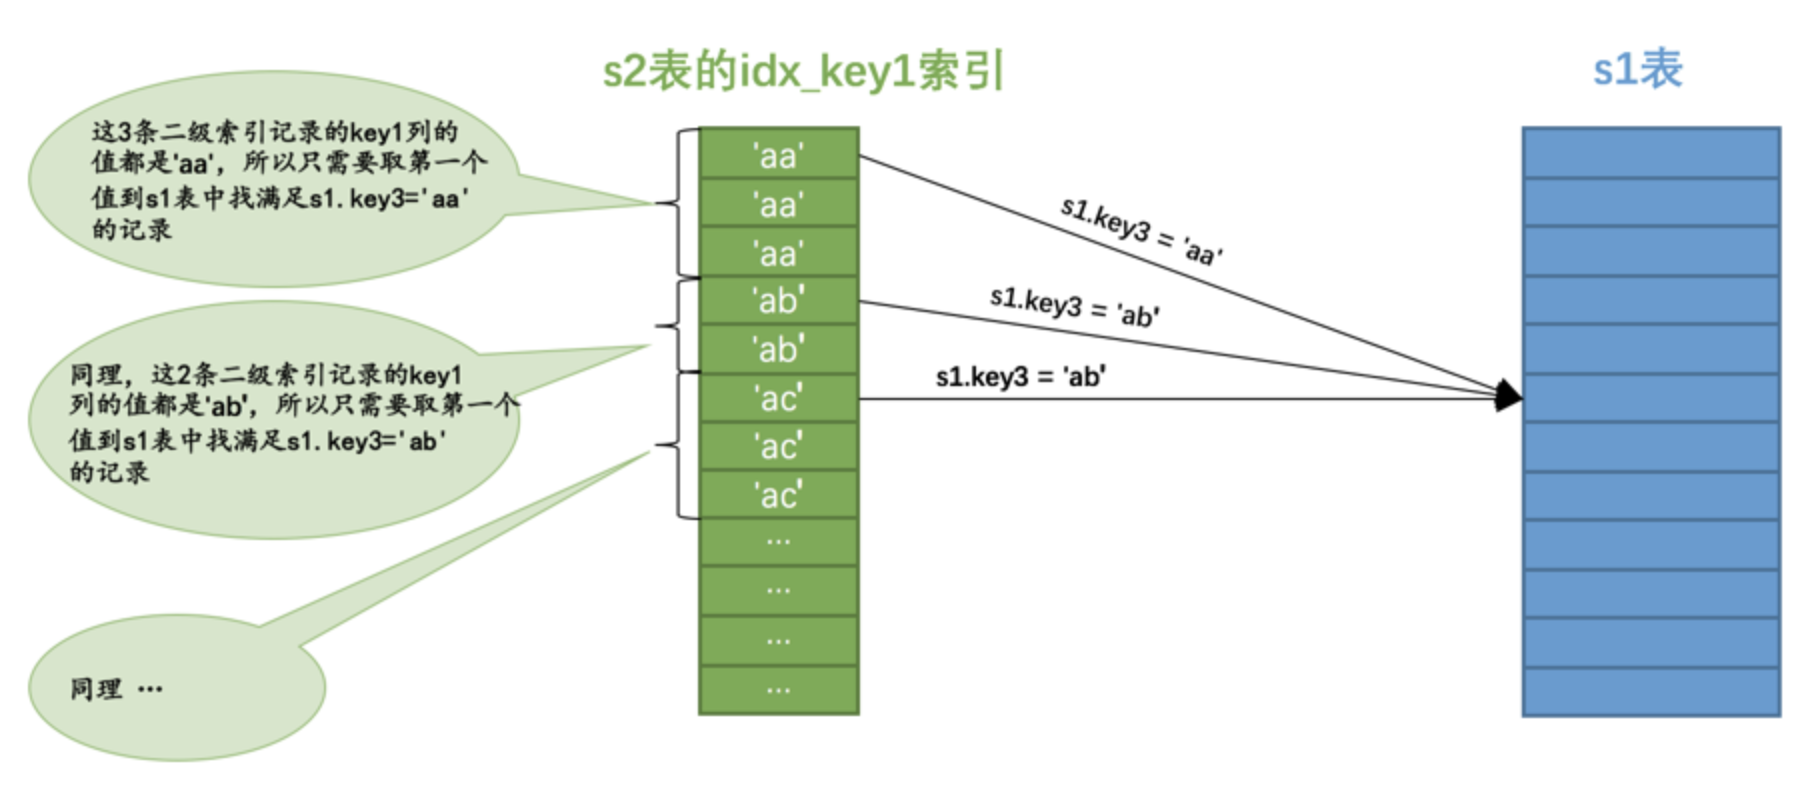 s2表的idx_key1索引
s1表
这3条二级索引记录的key1列的
值都是'aa'，所以只需要取第一个
值到s1表中找满足s1.key3='aa'
的记录
同理，这2条二级索引记录的key1
列的值都是'ab'，所以只需要取第一个
值到s1表中找满足s1.key3='ab'
的记录
同理 …
'aa'
'aa'
'aa'
'ab'
'ab'
'ac'
'ac'
'ac'
...
...
...
...
s1.key3 = 'aa'
s1.key3 = 'ab'
s1.key3 = 'ab'